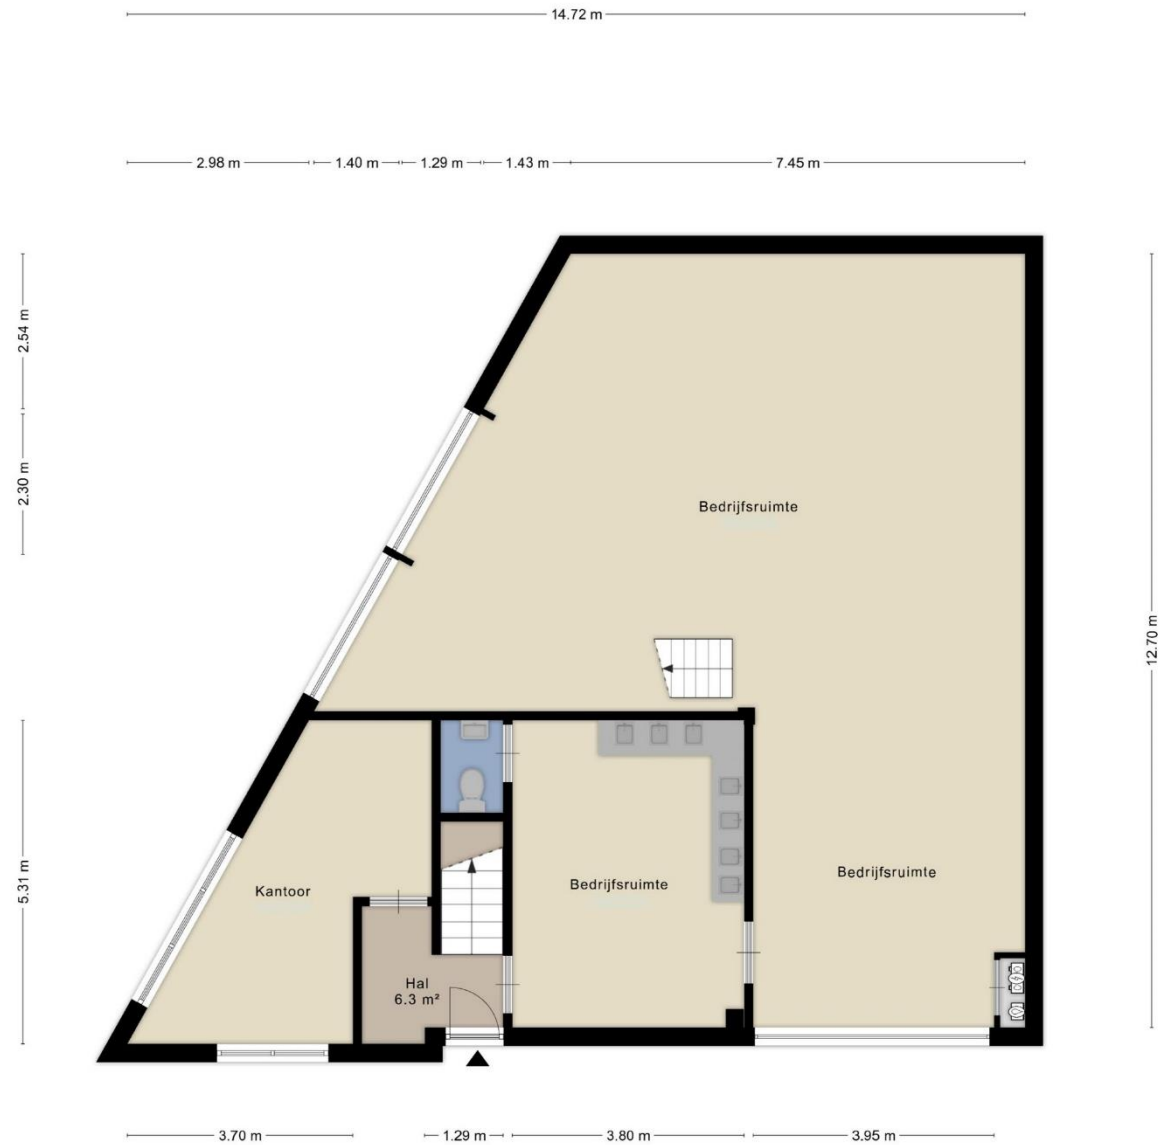 14.72 m
2.98 m
1.40 m
1.29 m
1.43 m
7.45 m
2.54 m
2.30 m
Bedrijfsruimte
12.70 m
5.31 m
Kantoor
Bedrijfsruimte
Bedrijfsruimte
Hal
6.3 m²
3.70 m
1.29 m
3.80 m
3.95 m